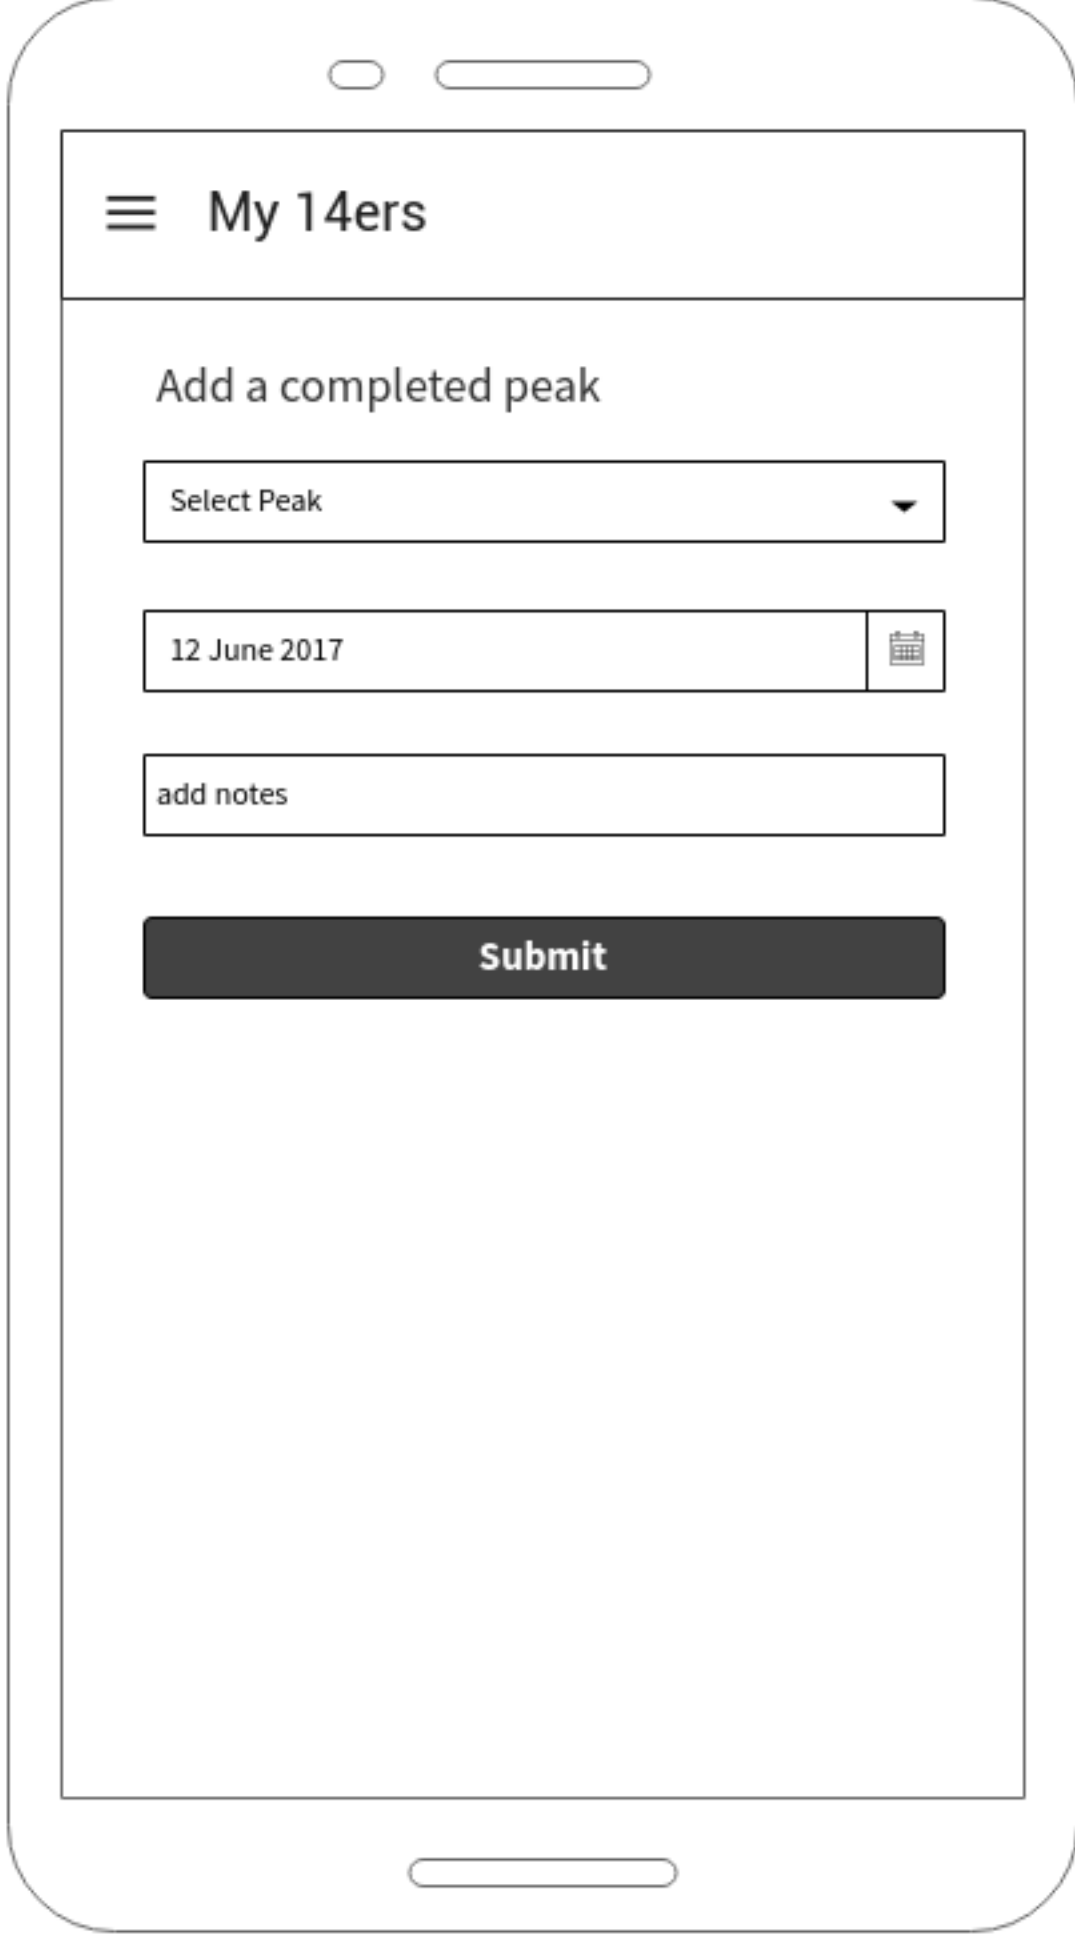 My 14ers
Add a completed peak
Select Peak
12 June 2017
add notes
Submit